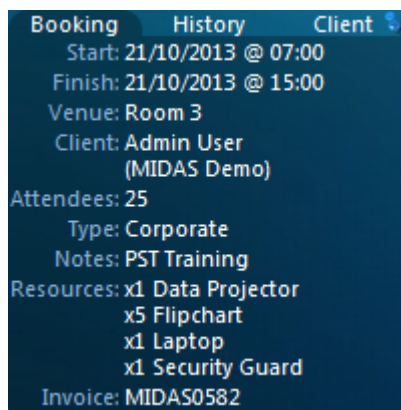 Booking History Client
Start: 21/10/2013 @ 07:00
Finish: 21/10/2013 @ 15:00
Venue: Room 3
Client: Admin User
(MIDAS Demo)
Attendees: 25
Type: Corporate
Notes: PST Training
Resources: x1 Data Projector
x5 Flipchart
x1 Laptop
x1 Security Guard
Invoice: MIDAS0582